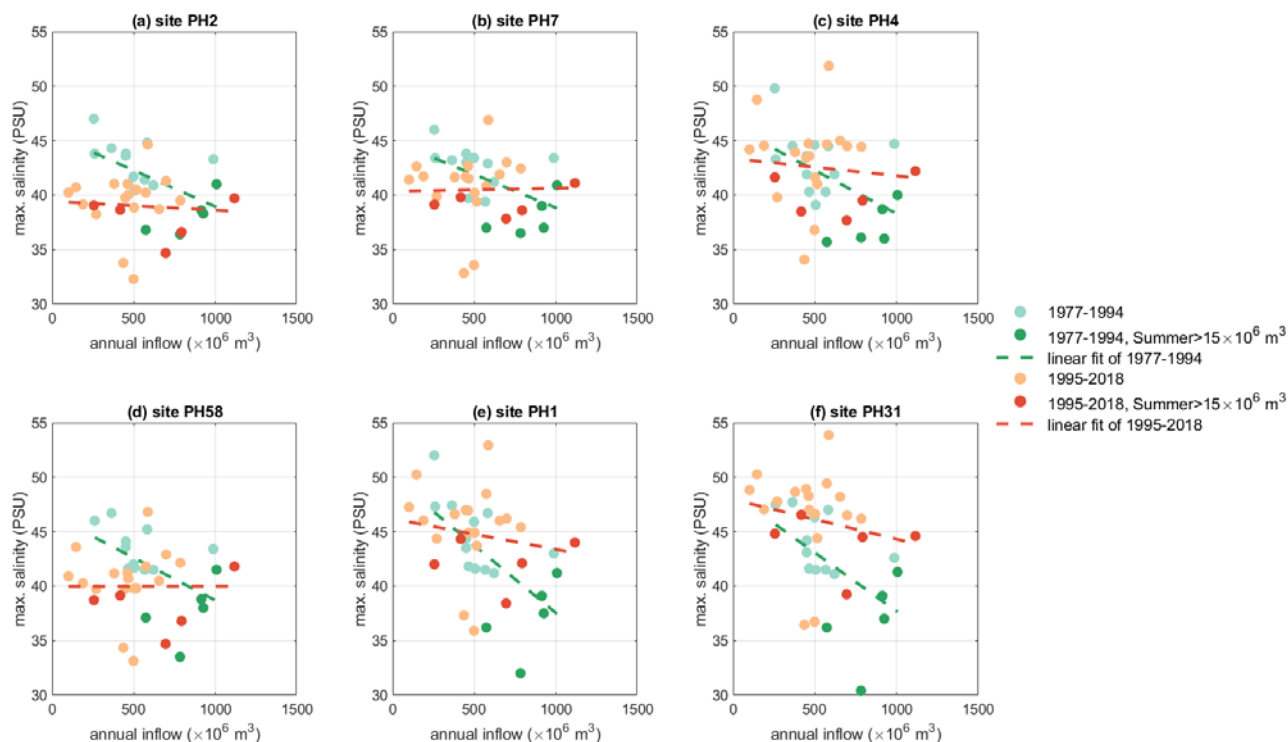 (a) site PH2
(b) site PH7
(c) site PH4
55
50
45
40
35
30
max. salinity (PSU)
0
500
1000
1500
annual inflow (×10⁶ m³)
55
50
45
40
35
30
max. salinity (PSU)
0
500
1000
1500
annual inflow (×10⁶ m³)
55
50
45
40
35
30
max. salinity (PSU)
0
500
1000
1500
annual inflow (×10⁶ m³)
1977-1994
1977-1994, Summer>15×10⁶ m³
linear fit of 1977-1994
1995-2018
1995-2018, Summer>15×10⁶ m³
linear fit of 1995-2018
(d) site PH58
(e) site PH1
(f) site PH31
55
50
45
40
35
30
max. salinity (PSU)
0
500
1000
1500
annual inflow (×10⁶ m³)
55
50
45
40
35
30
max. salinity (PSU)
0
500
1000
1500
annual inflow (×10⁶ m³)
55
50
45
40
35
30
max. salinity (PSU)
0
500
1000
1500
annual inflow (×10⁶ m³)